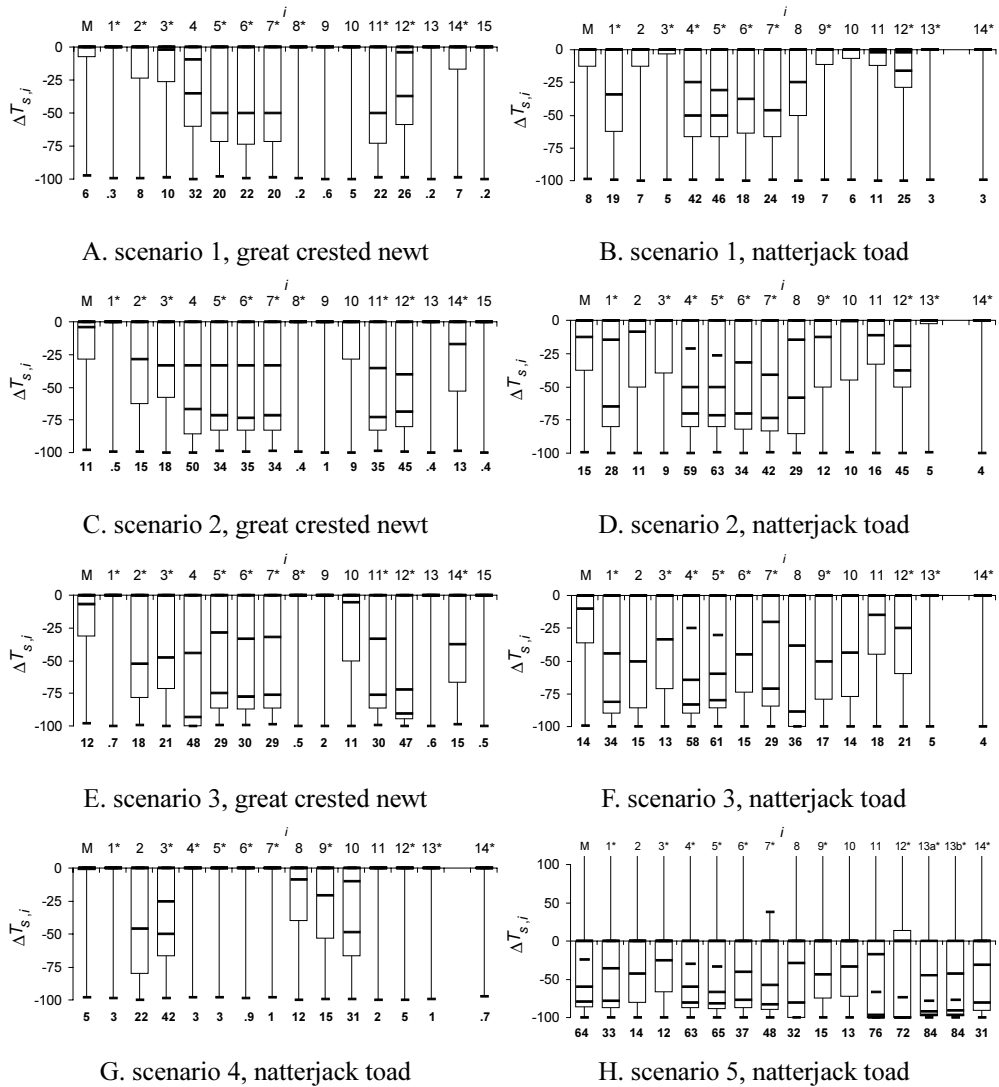 i i
M 1* 2* 3* 4 5* 6* 7* 8* 9 10 11* 12* 13 14* 15 M 1* 2 3* 4* 5* 6* 7* 8 9* 10 11 12* 13* 14*
0 0
-25 -25
-50 -50
-75 -75
-100 -100
ΔTs,i ΔTs,i
6 .3 8 10 32 20 22 20 .2 .6 5 22 26 .2 7 .2 8 19 7 5 42 46 18 24 19 7 6 11 25 3 3
A. scenario 1, great crested newt B. scenario 1, natterjack toad
i i
M 1* 2* 3* 4 5* 6* 7* 8* 9 10 11* 12* 13 14* 15 M 1* 2 3* 4* 5* 6* 7* 8 9* 10 11 12* 13* 14*
0 0
-25 -25
-50 -50
-75 -75
-100 -100
ΔTs,i ΔTs,i
11 .5 15 18 50 34 35 34 .4 1 9 35 45 .4 13 .4 15 28 11 9 59 63 34 42 29 12 10 16 45 5 4
C. scenario 2, great crested newt D. scenario 2, natterjack toad
i i
M 1* 2* 3* 4 5* 6* 7* 8* 9 10 11* 12* 13 14* 15 M 1* 2 3* 4* 5* 6* 7* 8 9* 10 11 12* 13* 14*
0 0
-25 -25
-50 -50
-75 -75
-100 -100
ΔTs,i ΔTs,i
12 .7 18 21 48 29 30 29 .5 2 11 30 47 .6 15 .5 14 34 15 13 58 61 15 29 36 17 14 18 21 5 4
E. scenario 3, great crested newt F. scenario 3, natterjack toad
i i
M 1* 2 3* 4* 5* 6* 7* 8 9* 10 11 12* 13* 14* M 1* 2 3* 4* 5* 6* 7* 8 9* 10 11 12* 13a* 13b* 14*
0 100
-25 50
-50 0
-75 -50
-100 -100
ΔTs,i ΔTs,i
5 3 22 42 3 3 .9 1 12 15 31 2 5 1 .7 64 33 14 12 63 65 37 48 32 15 13 76 72 84 84 31
G. scenario 4, natterjack toad H. scenario 5, natterjack toad